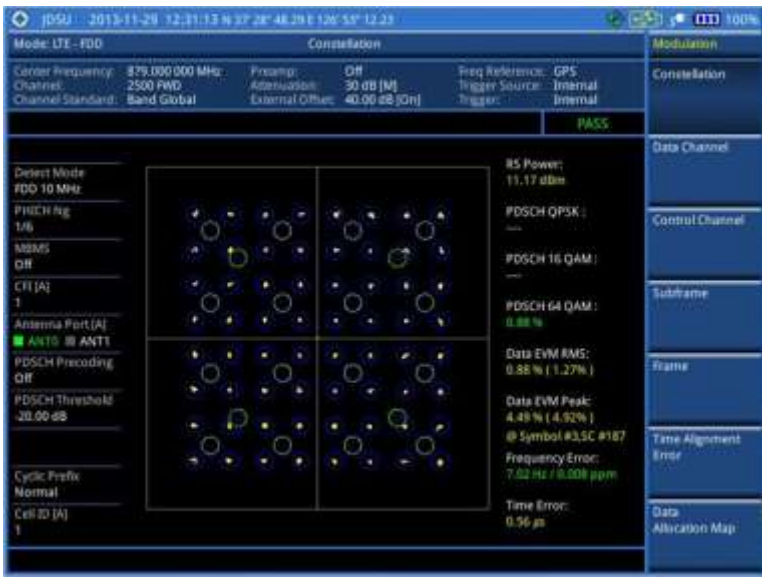 JDSU 2013-11-29 12:31:13 N 37° 28' 48.29 E 126° 53'' 12.23 100%
Mode: LTE - FDD Constellation Modulation
Center Frequency: 879.000 000 MHz Preamp: Off Freq Reference: GPS
Channel: 2500 FWD Attenuation: 30 dB [M] Trigger Source: Internal
Channel Standard: Band Global External Offset: 40.00 dB [On] Trigger: Internal
PASS
Detect Mode
FDD 10 MHz
PHICH Ng
1/6
MBMS
Off
CFI [A]
1
Antenna Port[A]
ANT0 ANT1
PDSCH Precoding
Off
PDSCH Threshold
-20.00 dB
Cyclic Prefix
Normal
Cell ID [A]
1
RS Power:
11.17 dBm
PDSCH QPSK :
---
PDSCH 16 QAM :
---
PDSCH 64 QAM :
0.88 %
Data EVM RMS:
0.88 % ( 1.27% )
Data EVM Peak:
4.49 % ( 4.92% )
@ Symbol #3,SC #187
Frequency Error:
7.02 Hz / 0.008 ppm
Time Error:
0.56 µs
Constellation
Data Channel
Control Channel
Subframe
Frame
Time Alignment
Error
Data
Allocation Map